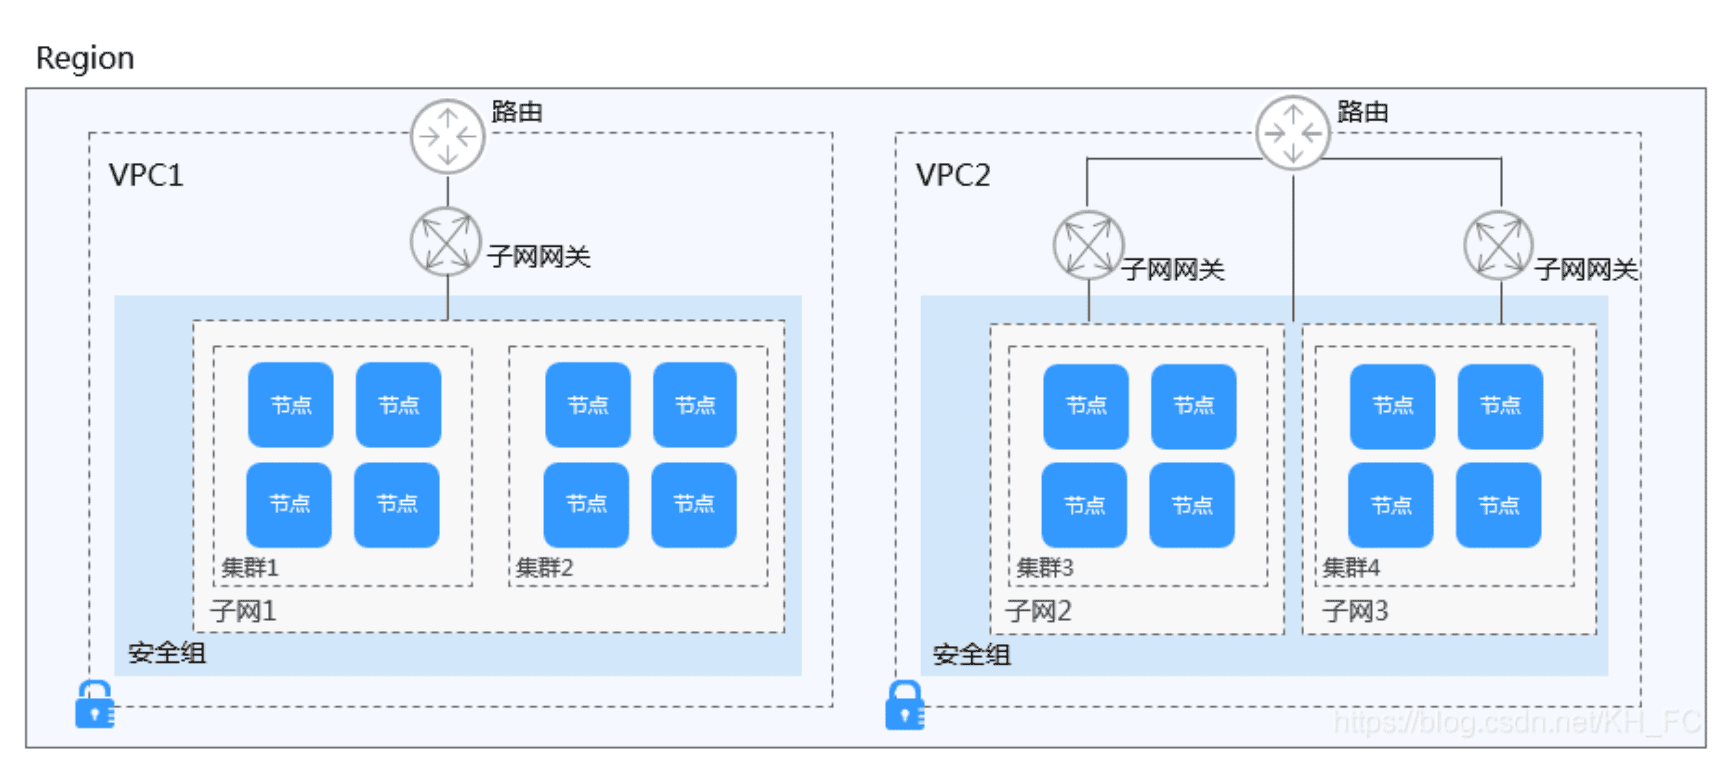 Region
路由
VPC1
子网网关
节点 节点
节点 节点
集群1
节点 节点
节点 节点
集群2
子网1
安全组
路由
VPC2
子网网关
子网网关
节点 节点
节点 节点
集群3
子网2
节点 节点
节点 节点
集群4
子网3
安全组
https://blog.csdn.net/KH_FC